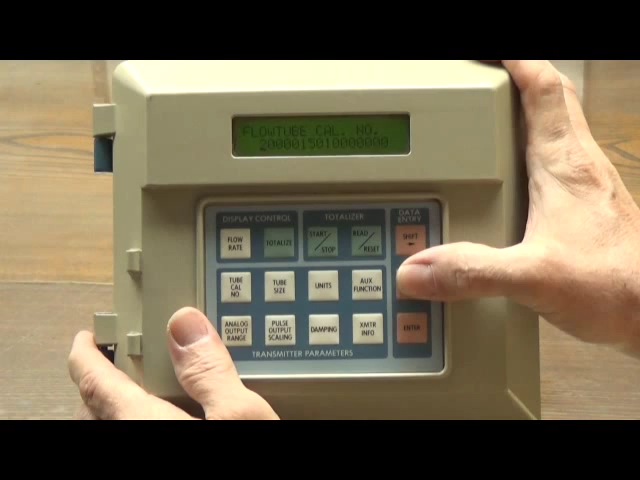 FLOWTUBE CAL. NO.
2000015010000000
DISPLAY CONTROL
TOTALIZER
DATA
ENTRY
FLOW
RATE
TOTALIZE
START/
STOP
READ/
RESET
SHIFT
TUBE
CAL
NO.
TUBE
SIZE
UNITS
AUX
FUNCTION
ANALOG
OUTPUT
RANGE
PULSE
OUTPUT
SCALING
DAMPING
XMTR
INFO
ENTER
TRANSMITTER PARAMETERS